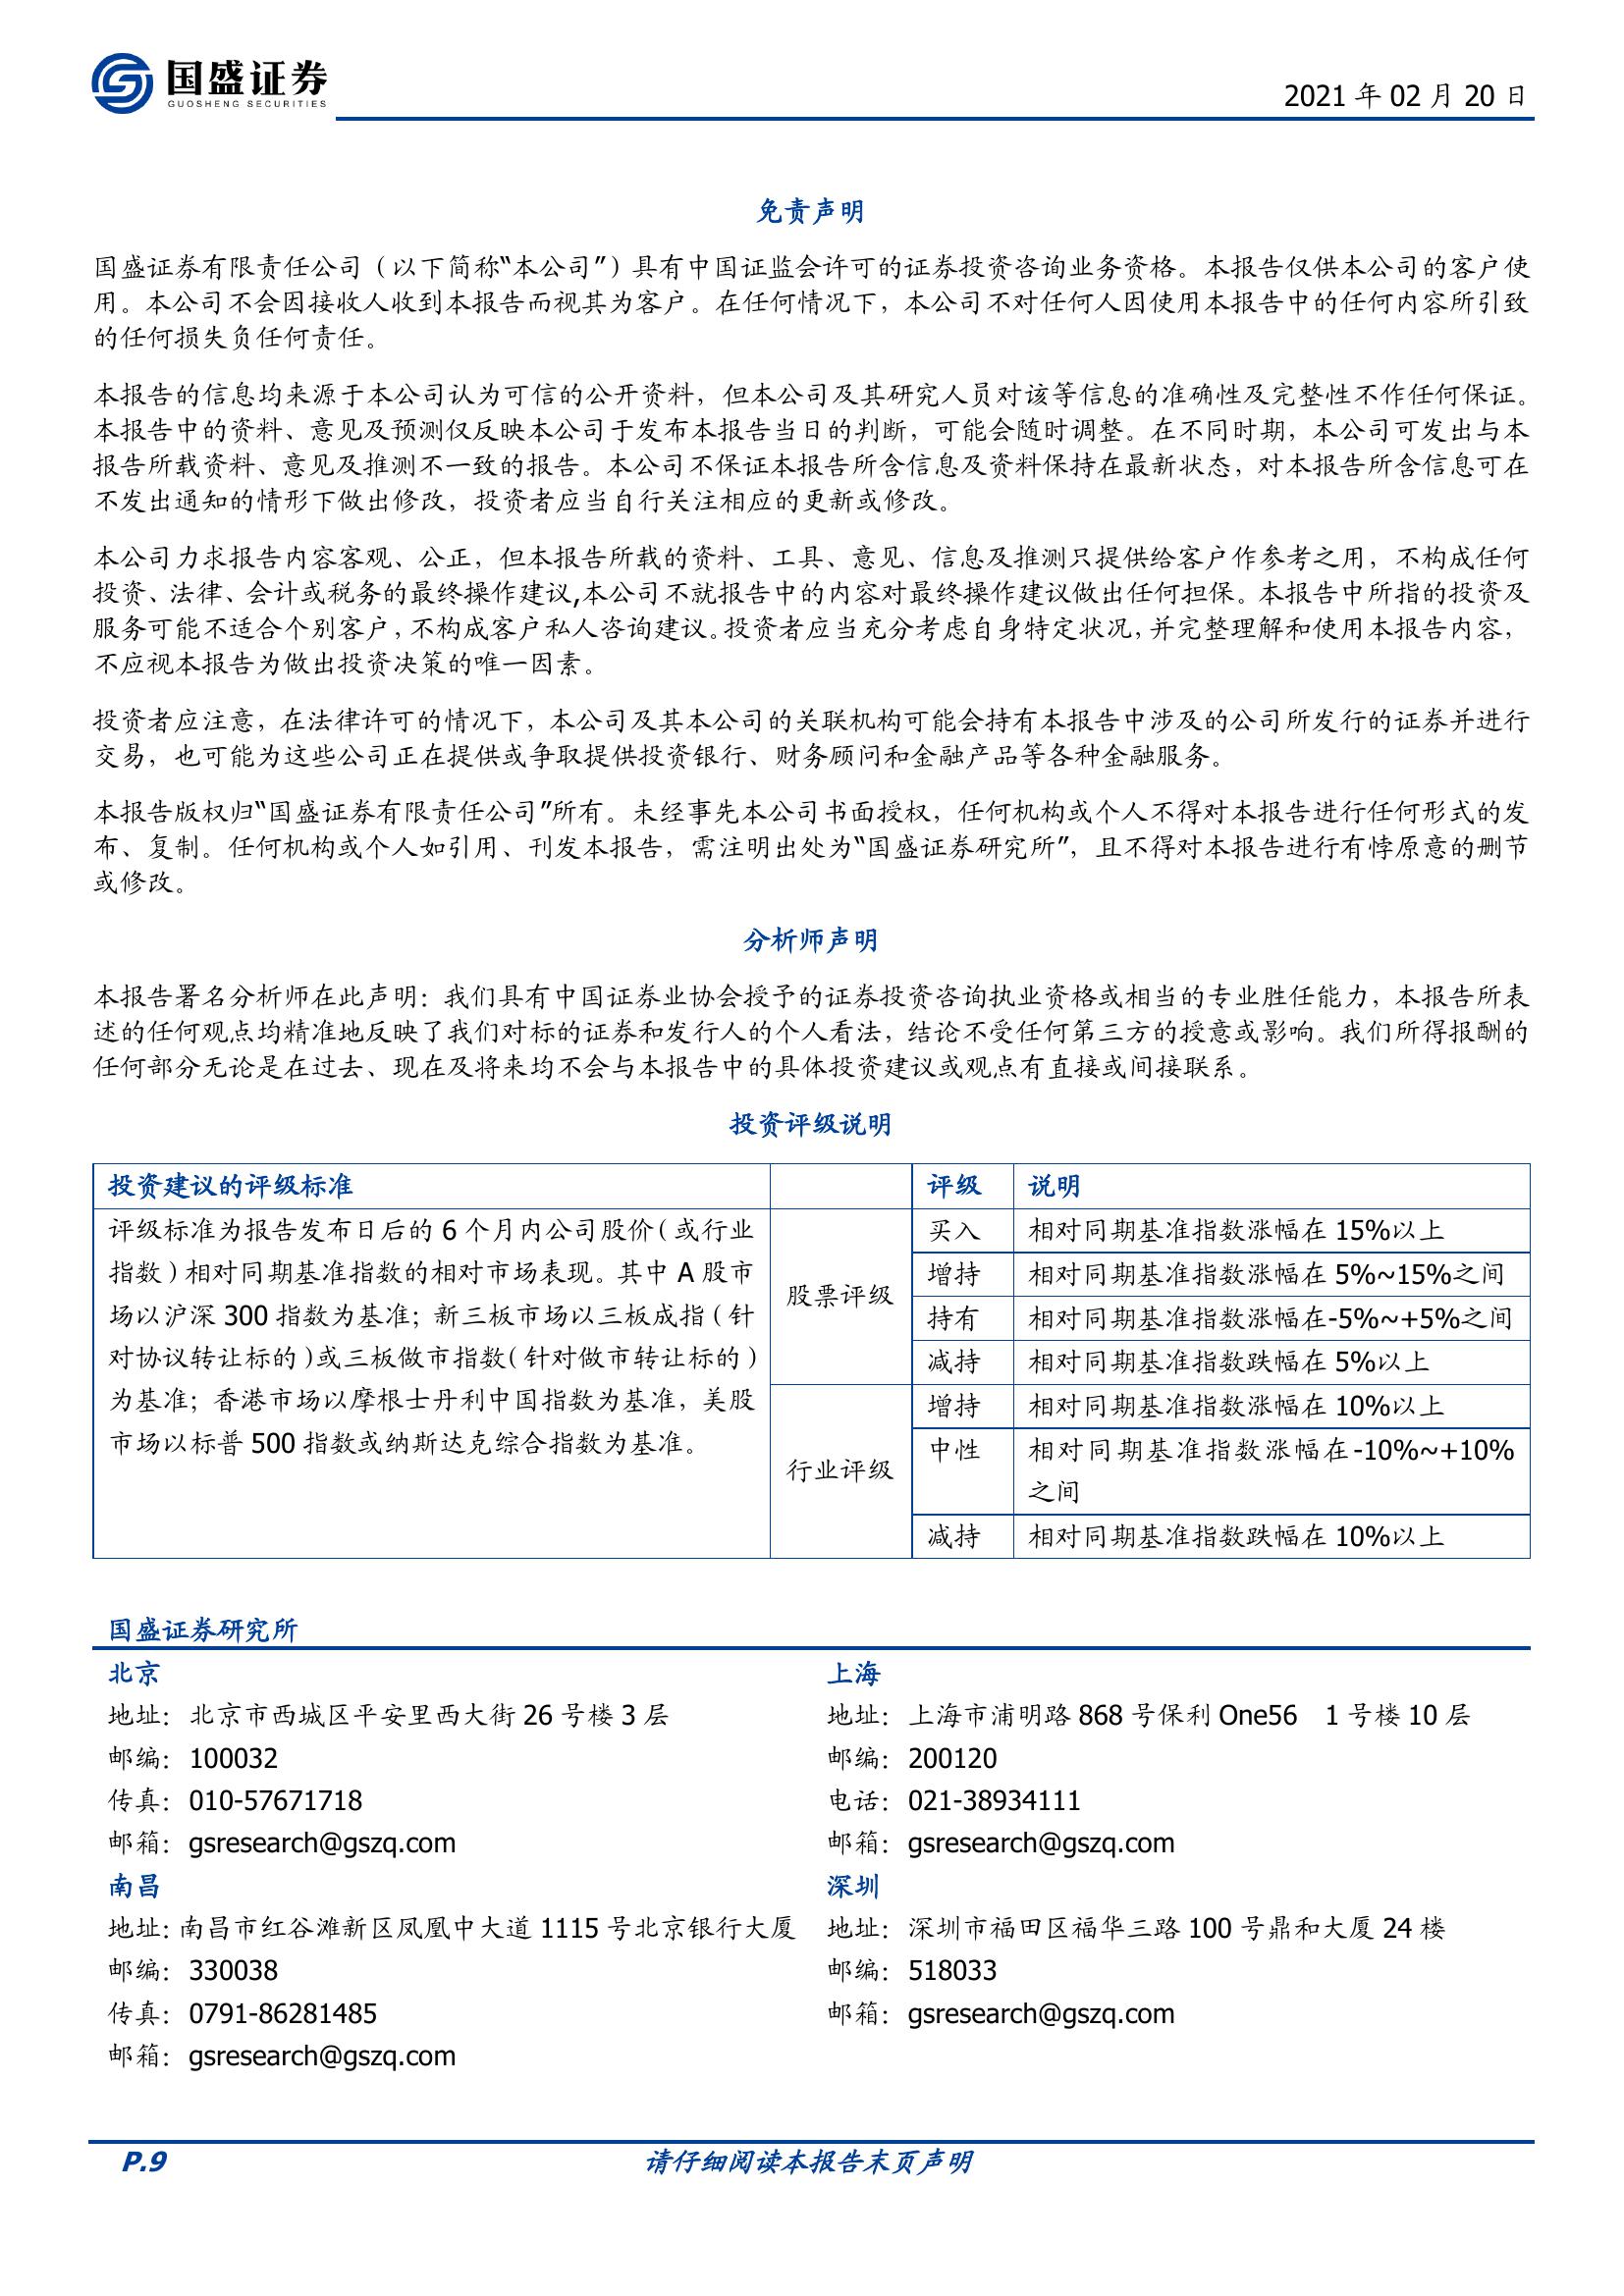 国盛证券
GUOSHENG SECURITIES
2021 年 02 月 20 日
免责声明
国盛证券有限责任公司（以下简称“本公司”）具有中国证监会许可的证券投资咨询业务资格。本报告仅供本公司的客户使
用。本公司不会因接收人收到本报告而视其为客户。在任何情况下，本公司不对任何人因使用本报告中的任何内容所引致
的任何损失负任何责任。
本报告的信息均来源于本公司认为可信的公开资料，但本公司及其研究人员对该等信息的准确性及完整性不作任何保证。
本报告中的资料、意见及预测仅反映本公司于发布本报告当日的判断，可能会随时调整。在不同时期，本公司可发出与本
报告所载资料、意见及推测不一致的报告。本公司不保证本报告所含信息及资料保持在最新状态，对本报告所含信息可在
不发出通知的情形下做出修改，投资者应当自行关注相应的更新或修改。
本公司力求报告内容客观、公正，但本报告所载的资料、工具、意见、信息及推测只提供给客户作参考之用，不构成任何
投资、法律、会计或税务的最终操作建议,本公司不就报告中的内容对最终操作建议做出任何担保。本报告中所指的投资及
服务可能不适合个别客户，不构成客户私人咨询建议。投资者应当充分考虑自身特定状况，并完整理解和使用本报告内容，
不应视本报告为做出投资决策的唯一因素。
投资者应注意，在法律许可的情况下，本公司及其本公司的关联机构可能会持有本报告中涉及的公司所发行的证券并进行
交易，也可能为这些公司正在提供或争取提供投资银行、财务顾问和金融产品等各种金融服务。
本报告版权归“国盛证券有限责任公司”所有。未经事先本公司书面授权，任何机构或个人不得对本报告进行任何形式的发
布、复制。任何机构或个人如引用、刊发本报告，需注明出处为“国盛证券研究所”，且不得对本报告进行有悖原意的删节
或修改。
分析师声明
本报告署名分析师在此声明：我们具有中国证券业协会授予的证券投资咨询执业资格或相当的专业胜任能力，本报告所表
述的任何观点均精准地反映了我们对标的证券和发行人的个人看法，结论不受任何第三方的授意或影响。我们所得报酬的
任何部分无论是在过去、现在及将来均不会与本报告中的具体投资建议或观点有直接或间接联系。
投资评级说明
投资建议的评级标准 评级 说明
评级标准为报告发布日后的 6 个月内公司股价（或行业
指数）相对同期基准指数的相对市场表现。其中 A 股市
场以沪深 300 指数为基准；新三板市场以三板成指（针
对协议转让标的）或三板做市指数（针对做市转让标的）
为基准；香港市场以摩根士丹利中国指数为基准，美股
市场以标普 500 指数或纳斯达克综合指数为基准。
股票评级
买入 相对同期基准指数涨幅在 15%以上
增持 相对同期基准指数涨幅在 5%~15%之间
持有 相对同期基准指数涨幅在-5%~+5%之间
减持 相对同期基准指数跌幅在 5%以上
行业评级
增持 相对同期基准指数涨幅在 10%以上
中性 相对同期基准指数涨幅在-10%~+10%
之间
减持 相对同期基准指数跌幅在 10%以上
国盛证券研究所
北京
地址：北京市西城区平安里西大街 26 号楼 3 层
邮编：100032
传真：010-57671718
邮箱：gsresearch@gszq.com
上海
地址：上海市浦明路 868 号保利 One56 1 号楼 10 层
邮编：200120
电话：021-38934111
邮箱：gsresearch@gszq.com
南昌
地址：南昌市红谷滩新区凤凰中大道 1115 号北京银行大厦
邮编：330038
传真：0791-86281485
邮箱：gsresearch@gszq.com
深圳
地址：深圳市福田区福华三路 100 号鼎和大厦 24 楼
邮编：518033
邮箱：gsresearch@gszq.com
P.9
请仔细阅读本报告末页声明